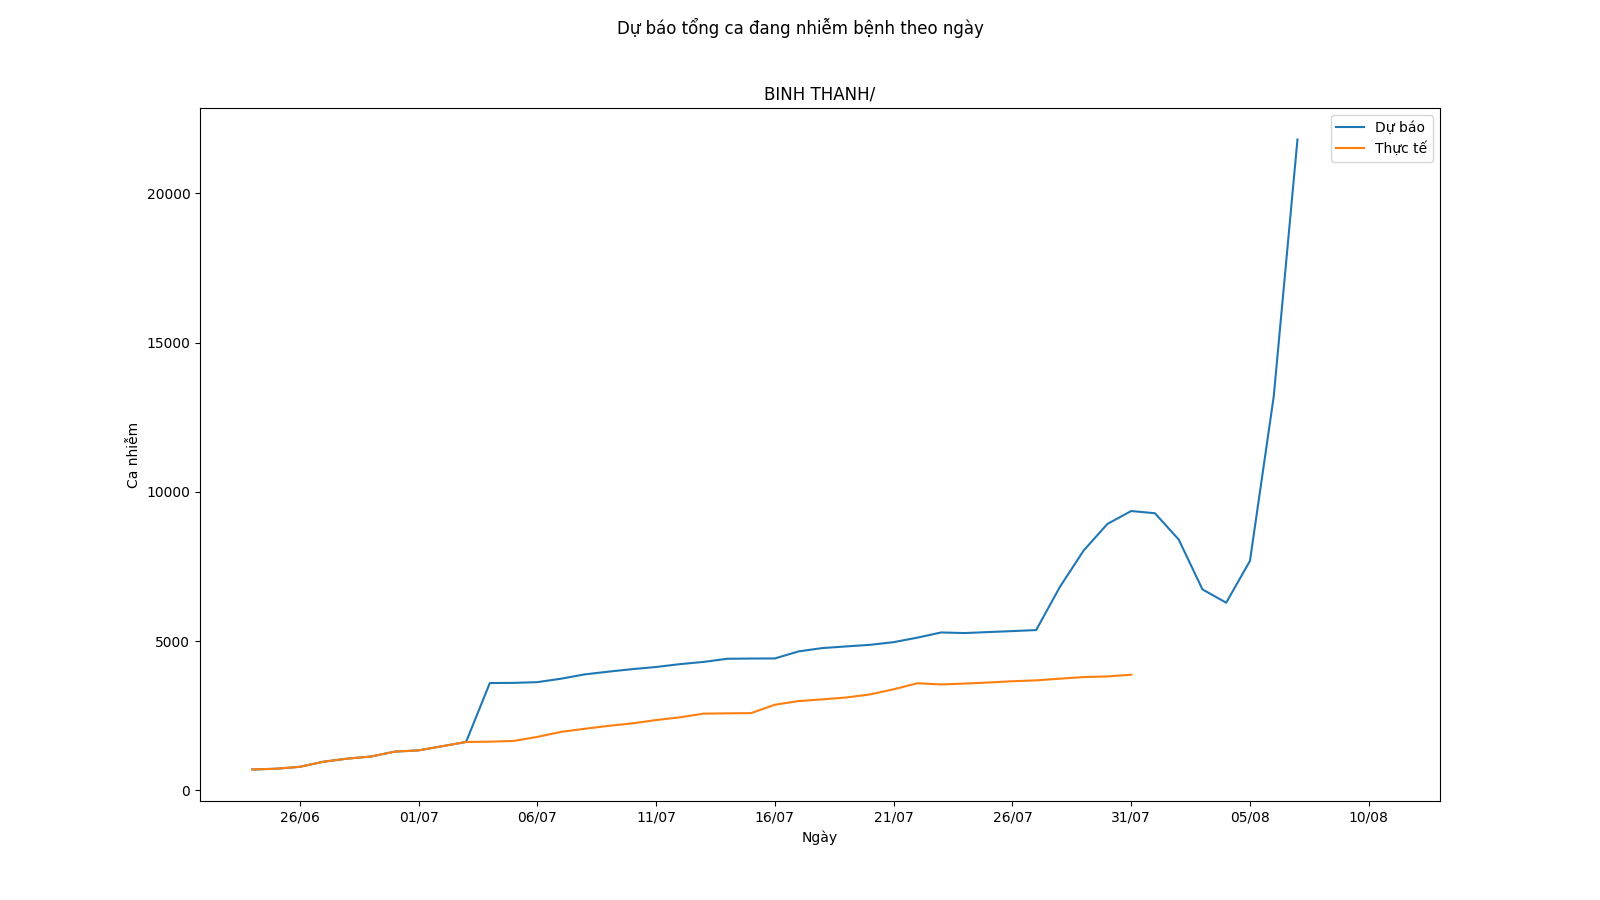 Dự báo tổng ca đang nhiễm bệnh theo ngày
BINH THANH/
Dự báo
Thực tế
Ca nhiễm
20000
15000
10000
5000
0
26/06 01/07 06/07 11/07 16/07 21/07 26/07 31/07 05/08 10/08
Ngày